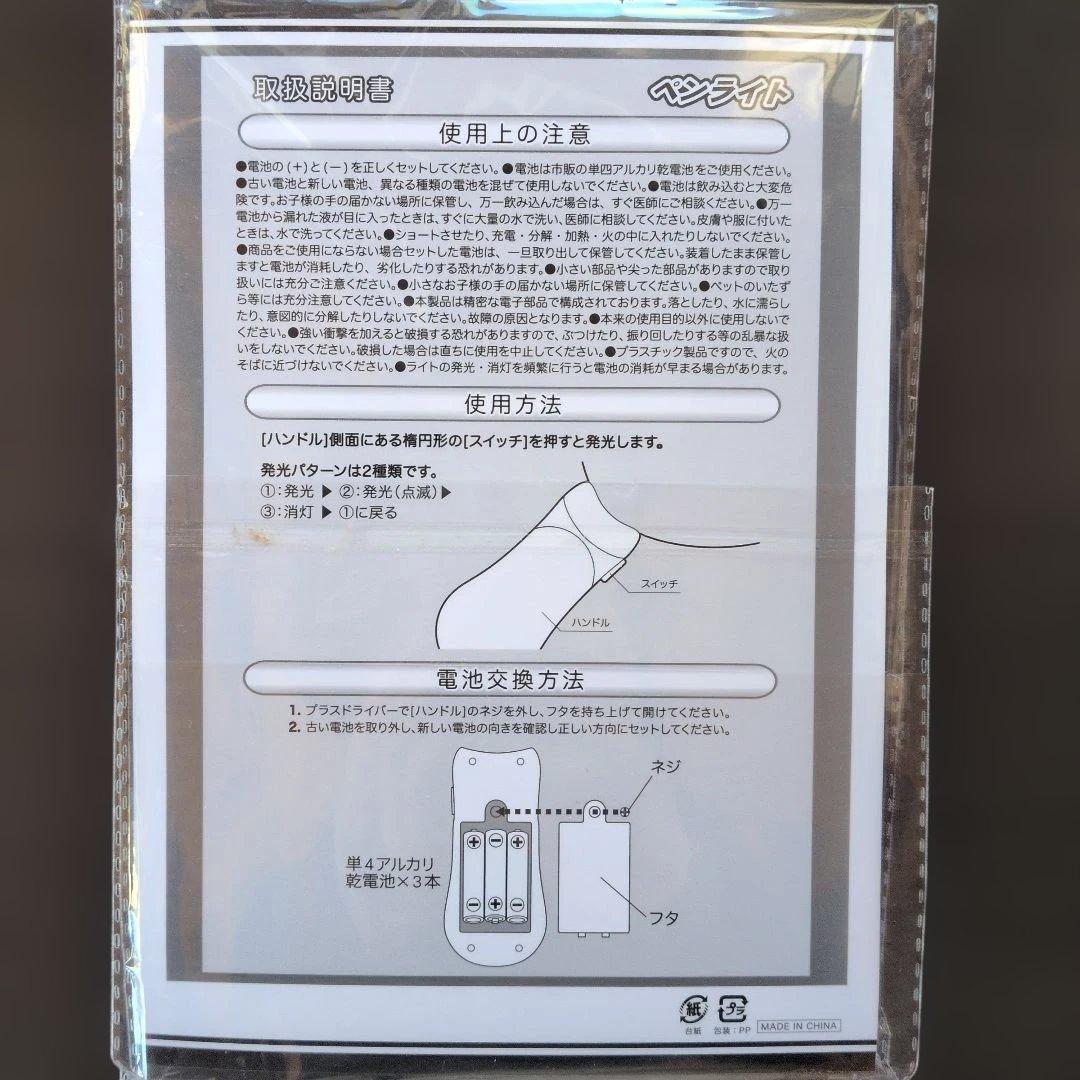 取扱説明書
ペンライト
使用上の注意
●電池の(+)と(－)を正しくセットしてください。●電池は市販の単四アルカリ乾電池をご使用ください。
●古い電池と新しい電池、異なる種類の電池を混ぜて使用しないでください。●電池は飲み込むと大変危
険です。お子様の手の届かない場所に保管し、万一飲み込んだ場合は、すぐ医師にご相談ください。●万一
電池から漏れた液が目に入ったときは、すぐに大量の水で洗い、医師に相談してください。皮膚や服に付いた
ときは、水で洗ってください。●ショートさせたり、充電・分解・加熱・火の中に入れたりしないでください。
●商品をご使用にならない場合セットした電池は、一旦取り出して保管してください。装着したまま保管し
ますと電池が消耗したり、劣化したりする恐れがあります。●小さい部品や尖った部品がありますので取り
扱いには充分ご注意ください。●小さなお子様の手の届かない場所に保管してください。●ペットのいたず
ら等には充分注意してください。●本製品は精密な電子部品で構成されております。落としたり、水に濡らし
たり、意図的に分解したりしないでください。故障の原因となります。●本来の使用目的以外に使用しないで
ください。●強い衝撃を加えると破損する恐れがありますので、ぶつけたり、振り回したりする等の乱暴な扱
いをしないでください。破損した場合は直ちに使用を中止してください。●プラスチック製品ですので、火の
そばに近づけないでください。●ライトの発光・消灯を頻繁に行うと電池の消耗が早まる場合があります。
使用方法
[ハンドル]側面にある楕円形の[スイッチ]を押すと発光します。
発光パターンは2種類です。
①:発光 ▶ ②:発光(点滅)▶
③:消灯 ▶ ①に戻る
スイッチ
ハンドル
電池交換方法
1. プラスドライバーで[ハンドル]のネジを外し、フタを持ち上げて開けてください。
2. 古い電池を取り外し、新しい電池の向きを確認し正しい方向にセットしてください。
ネジ
単4アルカリ
乾電池×3本
フタ
紙 プラ
台紙 包装:PP MADE IN CHINA